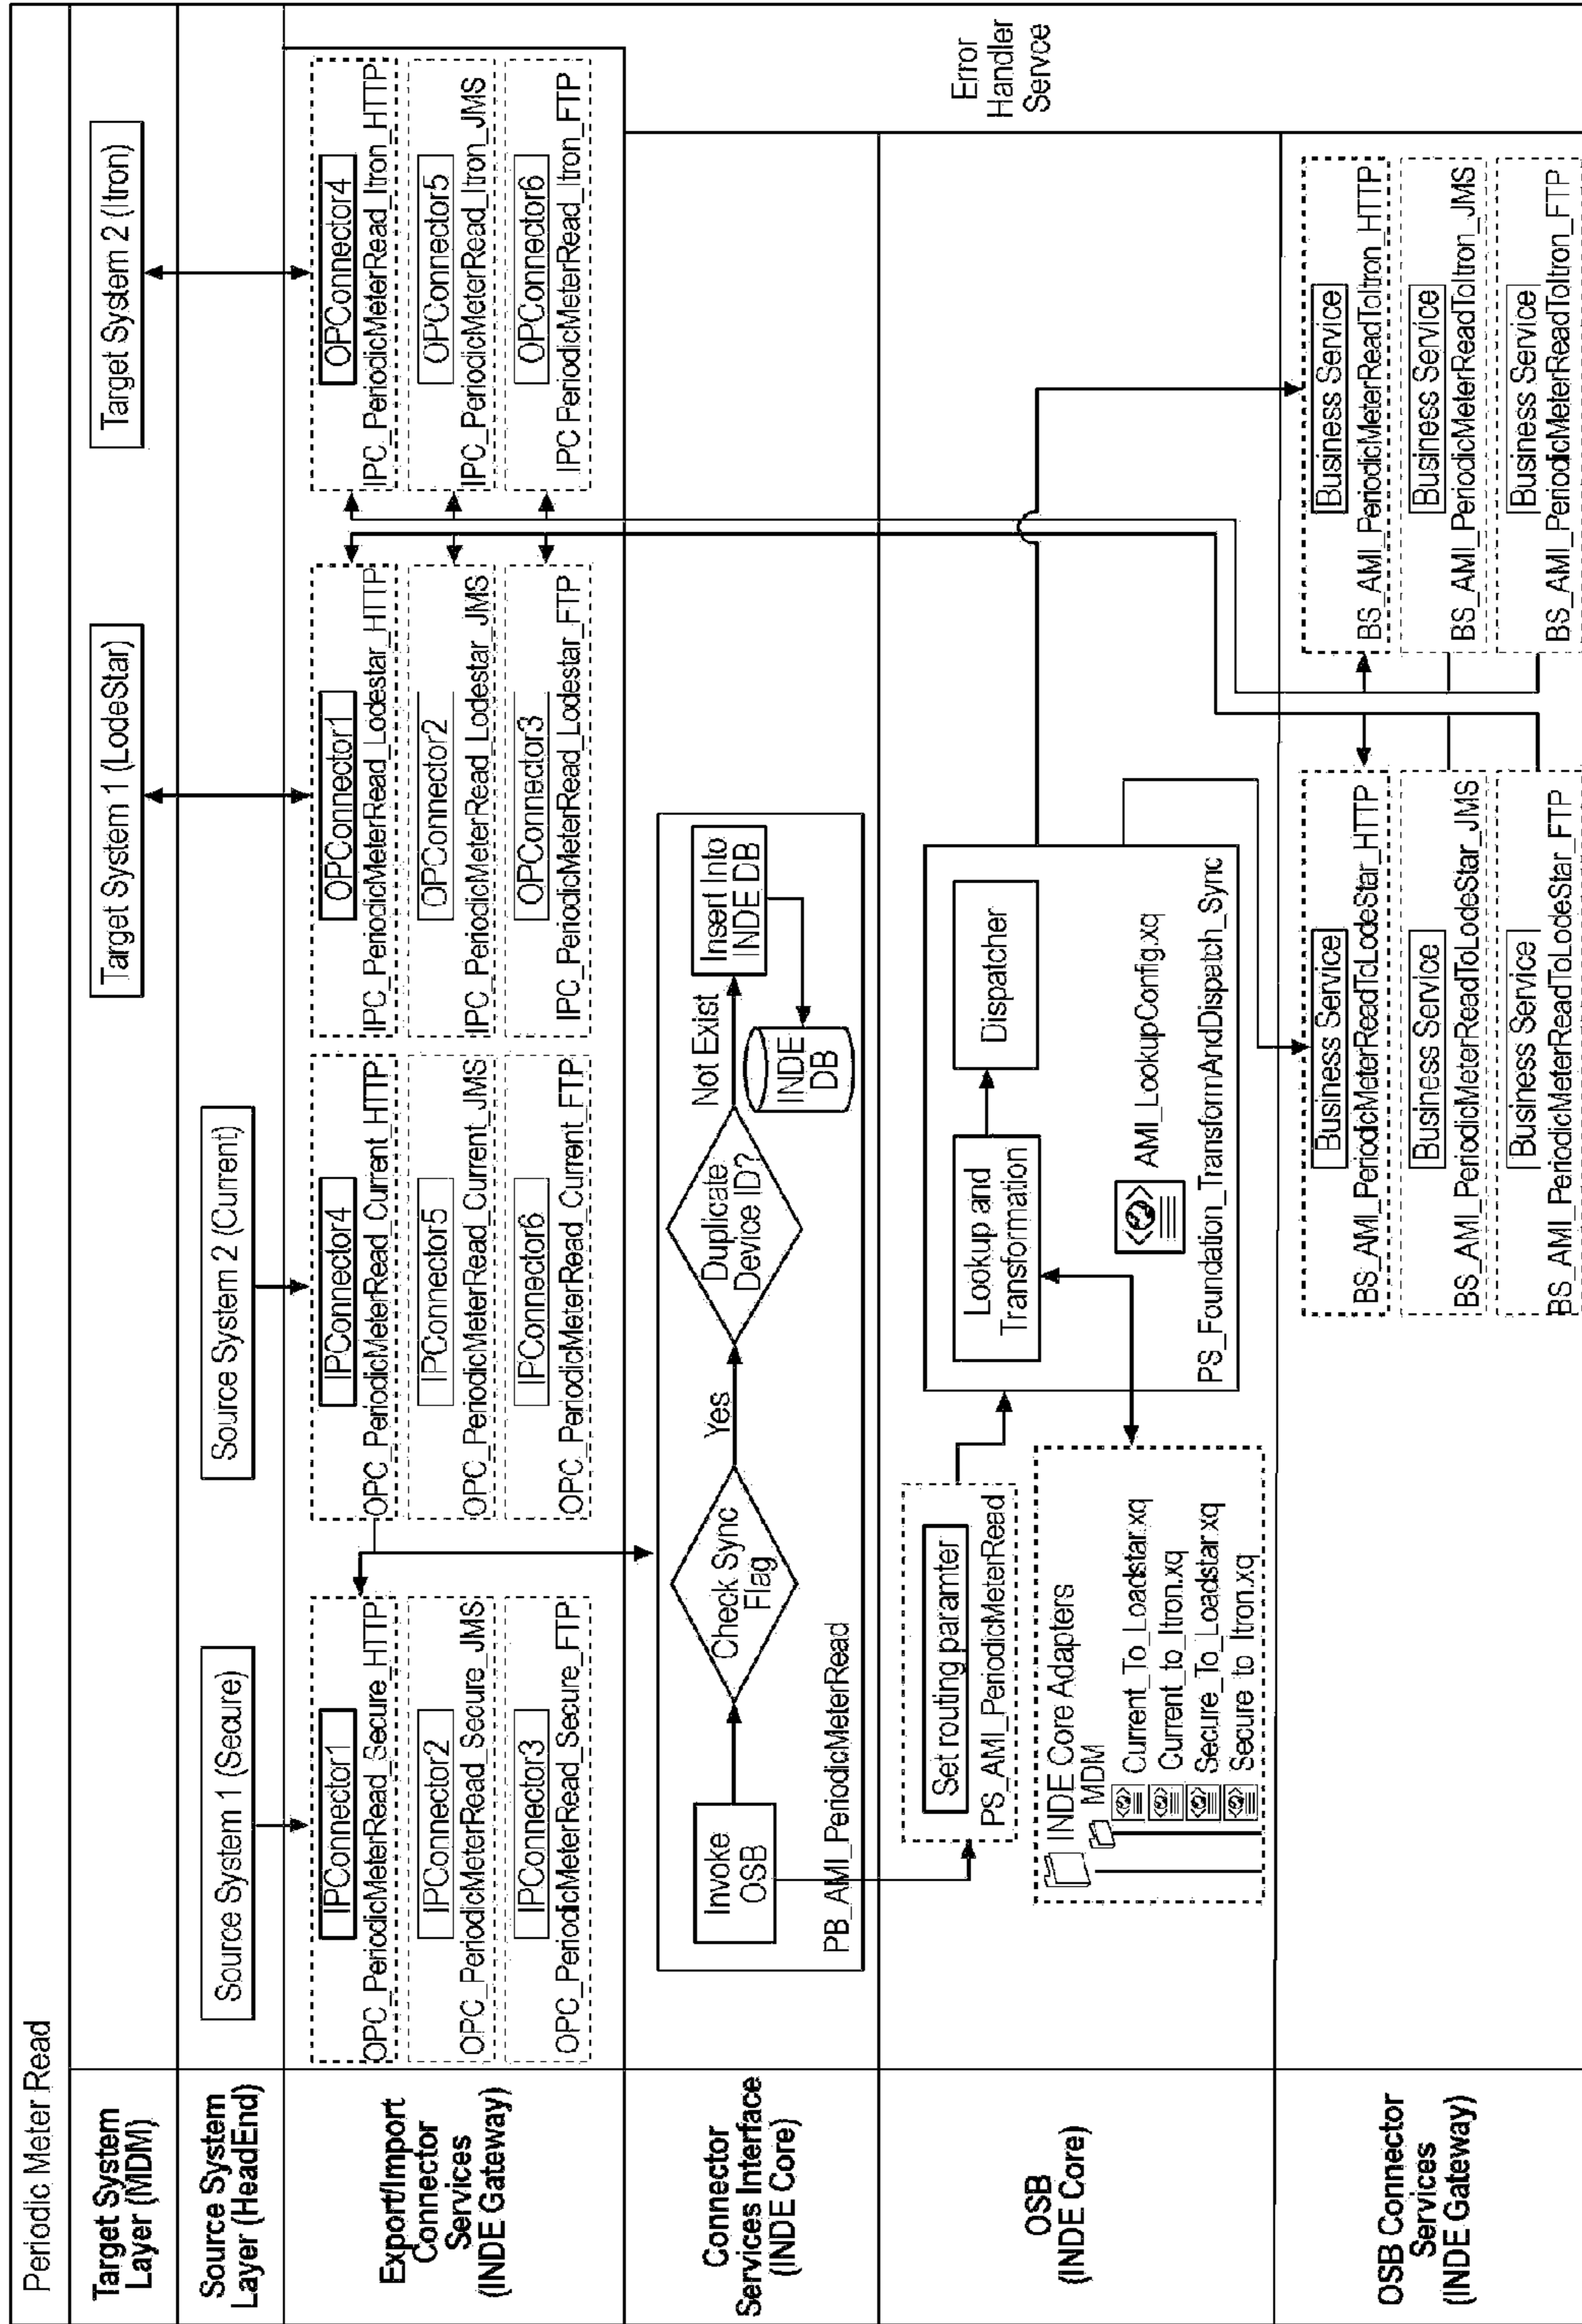 Periodic Meter Read
Target System
Layer (MDM)
Target System 1 (LodeStar)
Target System 2 (Itron)
Source System
Layer (HeadEnd)
Source System 1 (Secure)
Source System 2 (Current)
Export/Import
Connector
Services
(INDE Gateway)
IPConnector1
OPC_PeriodicMeterRead_Secure_HTTP
IPConnector2
OPC_PeriodicMeterRead_Secure_JMS
IPConnector3
OPC_PeriodicMeterRead_Secure_FTP
IPConnector4
OPC_PeriodicMeterRead_Current_HTTP
IPConnector5
OPC_PeriodicMeterRead_Current_JMS
IPConnector6
OPC_PeriodicMeterRead_Current_FTP
OPConnector1
IPC_PeriodicMeterRead_Lodestar_HTTP
OPConnector2
IPC_PeriodicMeterRead_Lodestar_JMS
OPConnector3
IPC_PeriodicMeterRead_Lodestar_FTP
OPConnector4
IPC_PeriodicMeterRead_Itron_HTTP
OPConnector5
IPC_PeriodicMeterRead_Itron_JMS
OPConnector6
IPC PeriodicMeterRead_Itron_FTP
Connector
Services Interface
(INDE Core)
Invoke
OSB
Check Sync
Flag
Yes
Duplicate
Device ID?
Not Exist
Insert Into
INDE DB
INDE
DB
PB_AMI_PeriodicMeterRead
Error
Handler
Servce
OSB
(INDE Core)
Set routing paramter
PS_AMI_PeriodicMeterRead
INDE Core Adapters
MDM
Current_To_Loadstar.xq
Current_to_Itron.xq
Secure_To_Loadstar.xq
Secure_to_Itron.xq
Lookup and
Transformation
Dispatcher
AMI_LookupConfig.xq
PS_Foundation_TransformAndDispatch_Sync
OSB Connector
Services
(INDE Gateway)
Business Service
BS_AMI_PeriodicMeterReadToLodeStar_HTTP
Business Service
BS_AMI_PeriodicMeterReadToLodeStar_JMS
Business Service
BS_AMI_PeriodicMeterReadToLodeStar_FTP
Business Service
BS_AMI_PeriodicMeterReadToItron_HTTP
Business Service
BS_AMI_PeriodicMeterReadToItron_JMS
Business Service
BS_AMI_PeriodicMeterReadToItron_FTP